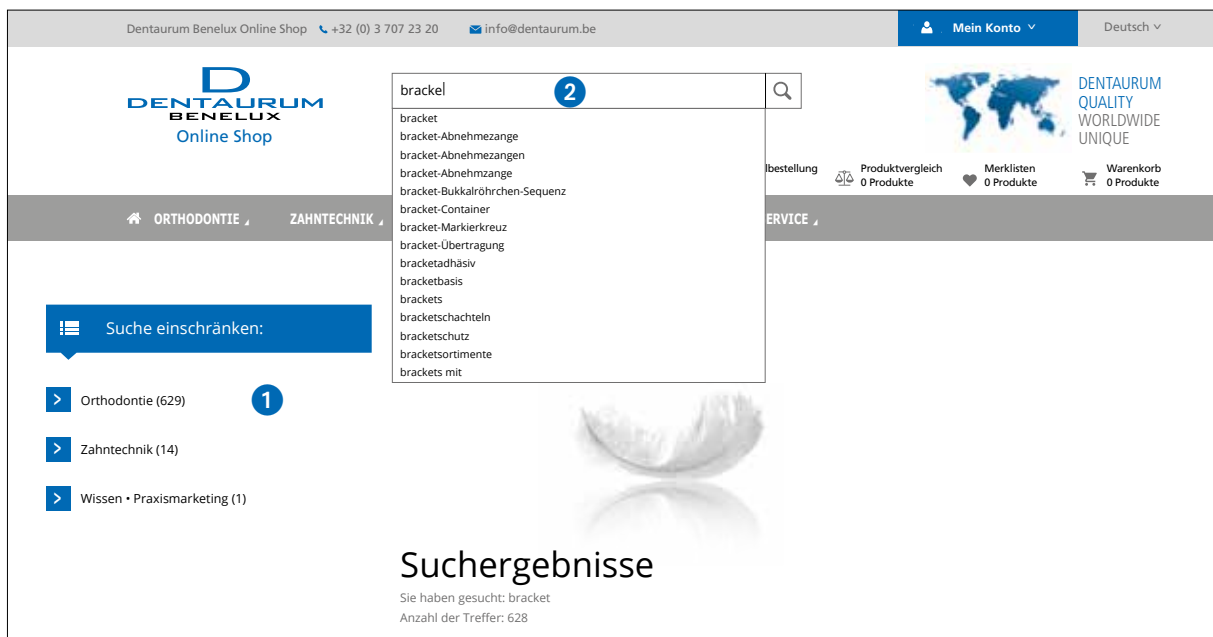 Dentaurum Benelux Online Shop +32 (0) 3 707 23 20 info@dentaurum.be Mein Konto Deutsch
D
DENTAURUM
BENELUX
Online Shop
brackel
2
bracket
bracket-Abnehmezange
bracket-Abnehmezangen
bracket-Abnehmzange
bracket-Bukkalröhrchen-Sequenz
bracket-Container
bracket-Markierkreuz
bracket-Übertragung
bracketadhäsiv
bracketbasis
brackets
bracketschachteln
bracketschutz
bracketsortimente
brackets mit
DENTAURUM
QUALITY
WORLDWIDE
UNIQUE
lbestellung
Produktvergleich
0 Produkte
Merklisten
0 Produkte
Warenkorb
0 Produkte
ORTHODONTIE ZAHNTECHNIK ERVICE
Suche einschränken:
Orthodontie (629)
1
Zahntechnik (14)
Wissen • Praxismarketing (1)
Suchergebnisse
Sie haben gesucht: bracket
Anzahl der Treffer: 628